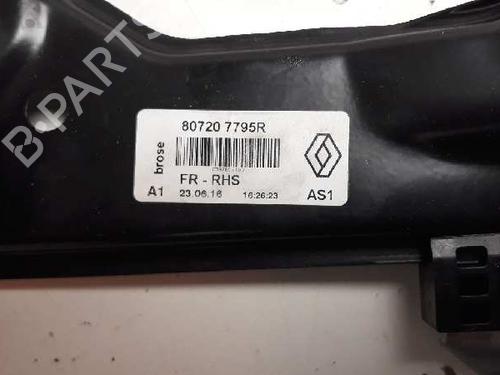 B-PARTS
80720 7795R
brose
FR - RHS
A1
23.06.16
16:26:23
AS1